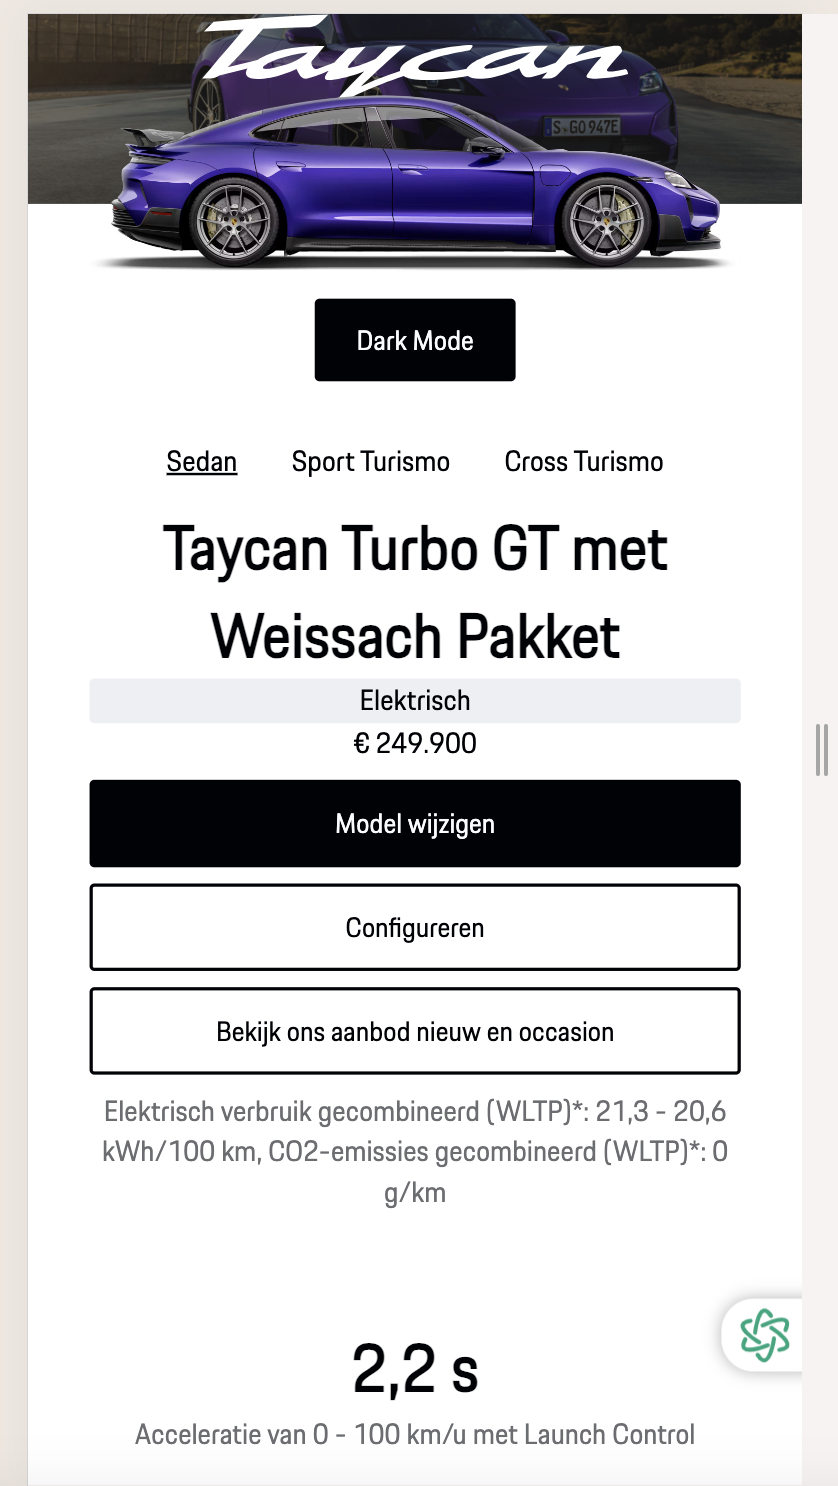 Taycan
S GO 947E
Dark Mode
Sedan Sport Turismo Cross Turismo
Taycan Turbo GT met
Weissach Pakket
Elektrisch
€ 249.900
Model wijzigen
Configureren
Bekijk ons aanbod nieuw en occasion
Elektrisch verbruik gecombineerd (WLTP)*: 21,3 - 20,6
kWh/100 km, CO2-emissies gecombineerd (WLTP)*: 0
g/km
2,2 s
Acceleratie van 0 - 100 km/u met Launch Control